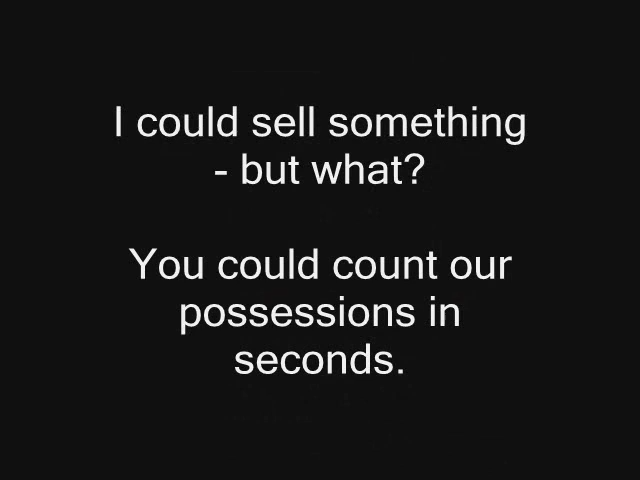 I could sell something
- but what?
You could count our
possessions in
seconds.